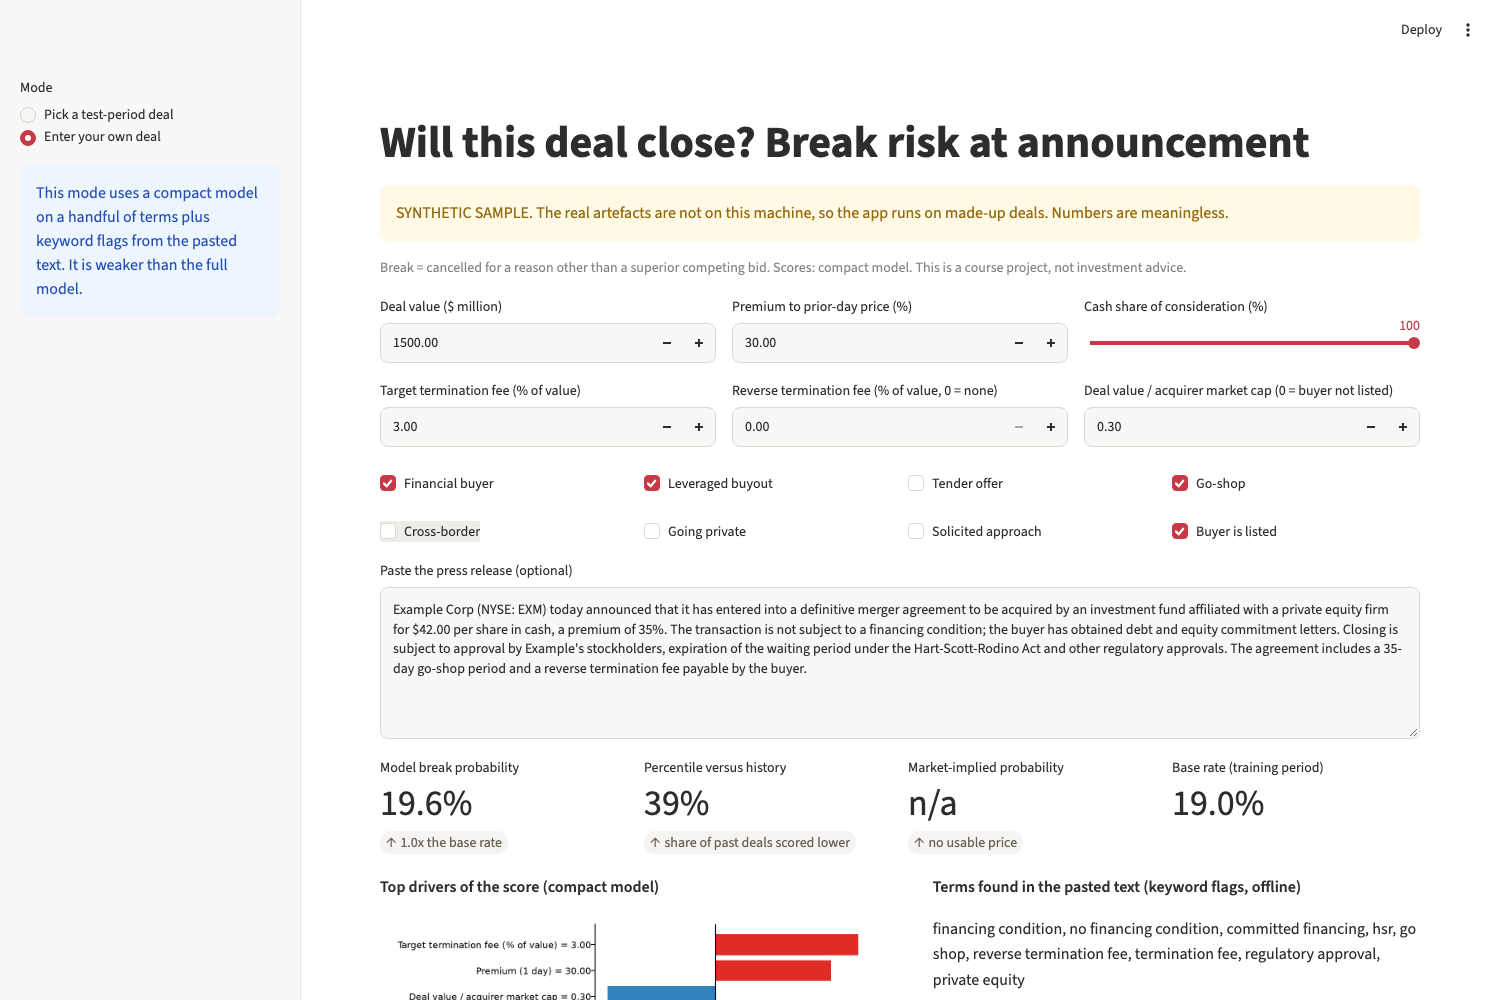 Deploy
Mode
Pick a test-period deal
Enter your own deal
This mode uses a compact model
on a handful of terms plus
keyword flags from the pasted
text. It is weaker than the full
model.
Will this deal close? Break risk at announcement
SYNTHETIC SAMPLE. The real artefacts are not on this machine, so the app runs on made-up deals. Numbers are meaningless.
Break = cancelled for a reason other than a superior competing bid. Scores: compact model. This is a course project, not investment advice.
Deal value ($ million)
1500.00
Premium to prior-day price (%)
30.00
Cash share of consideration (%)
100
Target termination fee (% of value)
3.00
Reverse termination fee (% of value, 0 = none)
0.00
Deal value / acquirer market cap (0 = buyer not listed)
0.30
Financial buyer
Leveraged buyout
Tender offer
Go-shop
Cross-border
Going private
Solicited approach
Buyer is listed
Paste the press release (optional)
Example Corp (NYSE: EXM) today announced that it has entered into a definitive merger agreement to be acquired by an investment fund affiliated with a private equity firm
for $42.00 per share in cash, a premium of 35%. The transaction is not subject to a financing condition; the buyer has obtained debt and equity commitment letters. Closing is
subject to approval by Example's stockholders, expiration of the waiting period under the Hart-Scott-Rodino Act and other regulatory approvals. The agreement includes a 35-
day go-shop period and a reverse termination fee payable by the buyer.
Model break probability
19.6%
↑ 1.0x the base rate
Percentile versus history
39%
↑ share of past deals scored lower
Market-implied probability
n/a
↑ no usable price
Base rate (training period)
19.0%
Top drivers of the score (compact model)
Target termination fee (% of value) = 3.00
Premium (1 day) = 30.00
Deal value / acquirer market cap = 0.30
Terms found in the pasted text (keyword flags, offline)
financing condition, no financing condition, committed financing, hsr, go
shop, reverse termination fee, termination fee, regulatory approval,
private equity